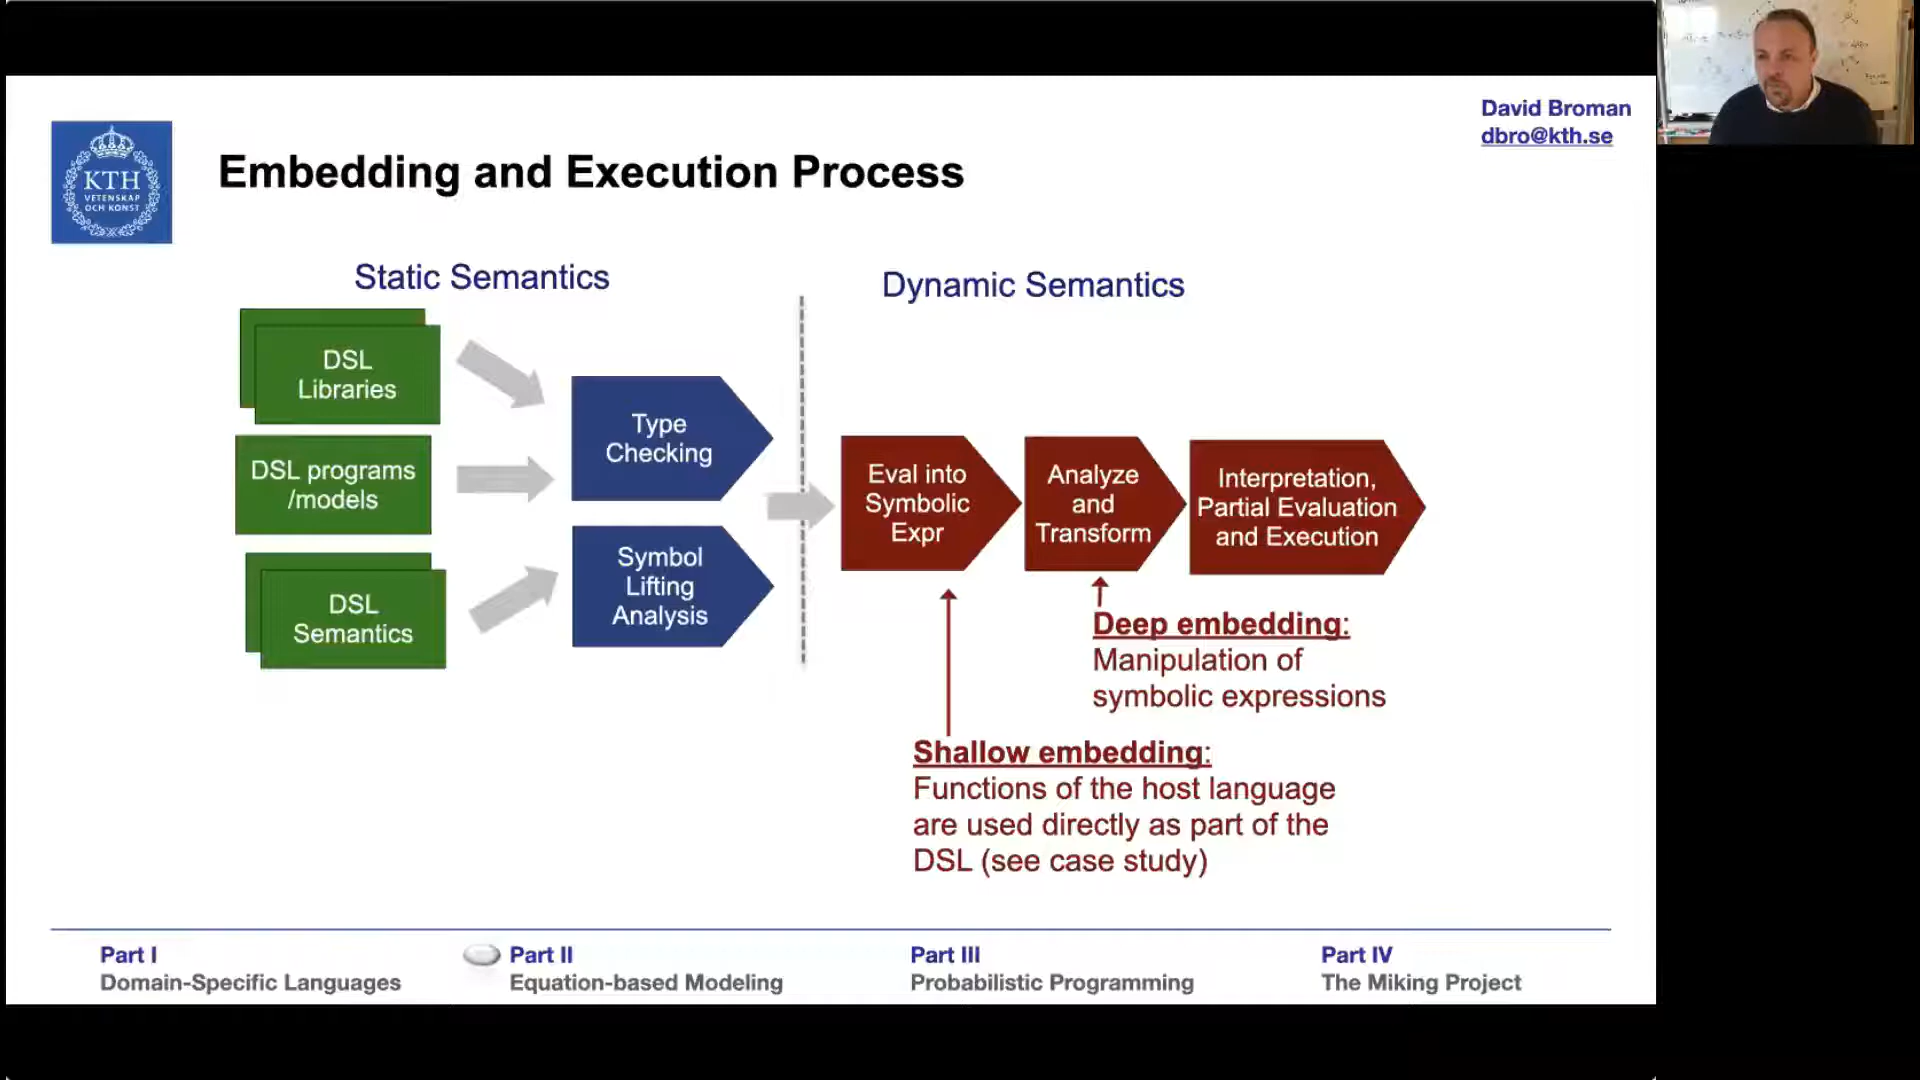 David Broman
dbro@kth.se
KTH
VETENSKAP
OCH KONST
Embedding and Execution Process
Static Semantics
Dynamic Semantics
DSL
Libraries
DSL programs
/models
DSL
Semantics
Type
Checking
Symbol
Lifting
Analysis
Eval into
Symbolic
Expr
Analyze
and
Transform
Interpretation,
Partial Evaluation
and Execution
Deep embedding:
Manipulation of
symbolic expressions
Shallow embedding:
Functions of the host language
are used directly as part of the
DSL (see case study)
Part I
Domain-Specific Languages
Part II
Equation-based Modeling
Part III
Probabilistic Programming
Part IV
The Miking Project